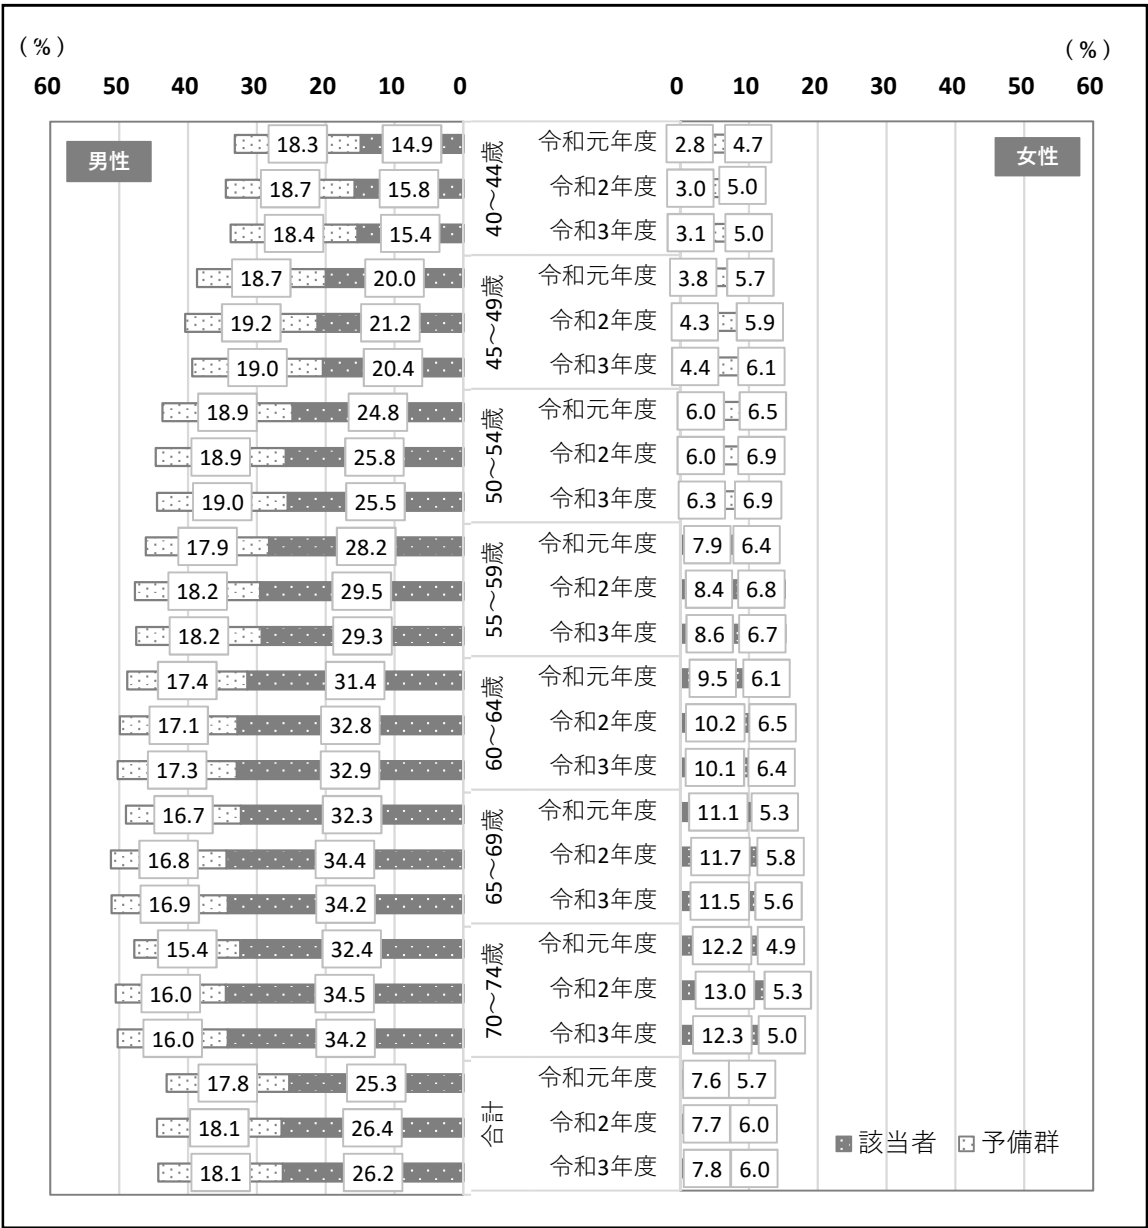 (%) (%)
60 50 40 30 20 10 0 0 10 20 30 40 50 60
男性 女性
40～44歳
18.3 14.9 令和元年度 2.8 4.7
18.7 15.8 令和2年度 3.0 5.0
18.4 15.4 令和3年度 3.1 5.0
45～49歳
18.7 20.0 令和元年度 3.8 5.7
19.2 21.2 令和2年度 4.3 5.9
19.0 20.4 令和3年度 4.4 6.1
50～54歳
18.9 24.8 令和元年度 6.0 6.5
18.9 25.8 令和2年度 6.0 6.9
19.0 25.5 令和3年度 6.3 6.9
55～59歳
17.9 28.2 令和元年度 7.9 6.4
18.2 29.5 令和2年度 8.4 6.8
18.2 29.3 令和3年度 8.6 6.7
60～64歳
17.4 31.4 令和元年度 9.5 6.1
17.1 32.8 令和2年度 10.2 6.5
17.3 32.9 令和3年度 10.1 6.4
65～69歳
16.7 32.3 令和元年度 11.1 5.3
16.8 34.4 令和2年度 11.7 5.8
16.9 34.2 令和3年度 11.5 5.6
70～74歳
15.4 32.4 令和元年度 12.2 4.9
16.0 34.5 令和2年度 13.0 5.3
16.0 34.2 令和3年度 12.3 5.0
合計
17.8 25.3 令和元年度 7.6 5.7
18.1 26.4 令和2年度 7.7 6.0
18.1 26.2 令和3年度 7.8 6.0
該当者 予備群